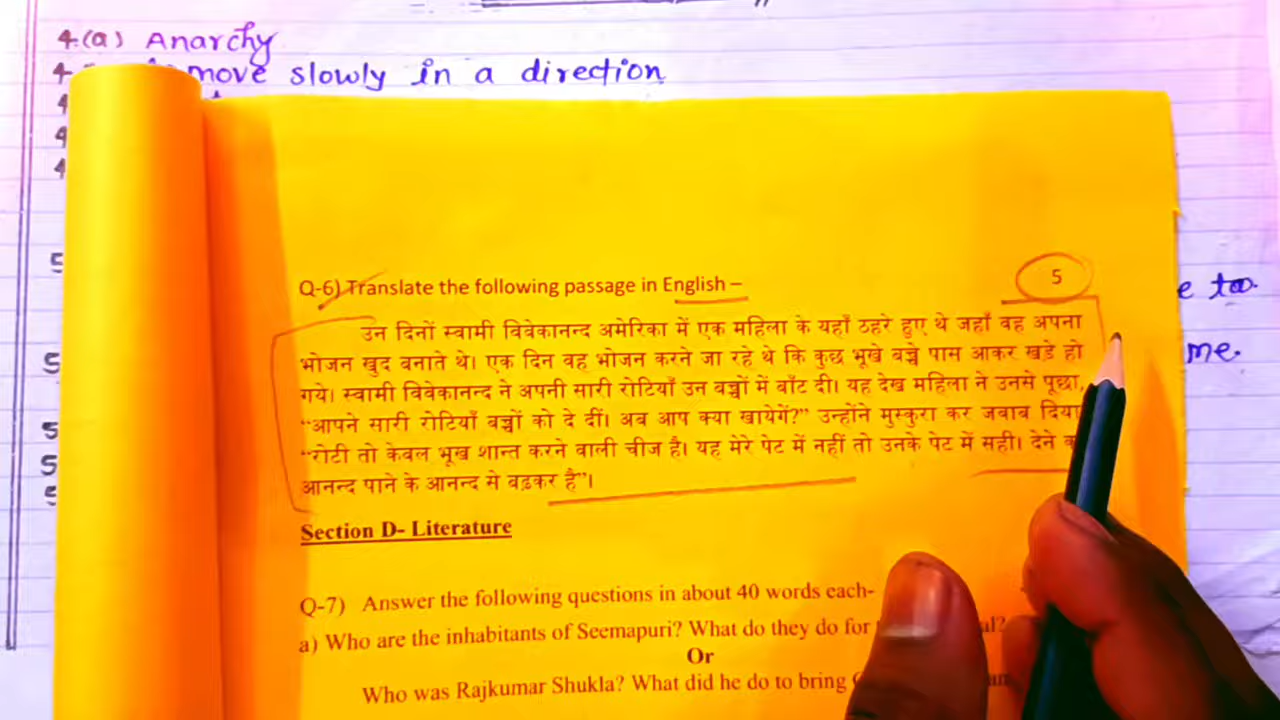 4.(a) Anarchy
move slowly in a direction
e to
me.
Q-6) Translate the following passage in English –
5
उन दिनों स्वामी विवेकानन्द अमेरिका में एक महिला के यहाँ ठहरे हुए थे जहाँ वह अपना
भोजन खुद बनाते थे। एक दिन वह भोजन करने जा रहे थे कि कुछ भूखे बच्चे पास आकर खड़े हो
गये। स्वामी विवेकानन्द ने अपनी सारी रोटियाँ उन बच्चों में बाँट दी। यह देख महिला ने उनसे पूछा,
“आपने सारी रोटियाँ बच्चों को दे दीं। अब आप क्या खायेगें?” उन्होंने मुस्कुरा कर जवाब दिया
“रोटी तो केवल भूख शान्त करने वाली चीज है। यह मेरे पेट में नहीं तो उनके पेट में सही। देने
आनन्द पाने के आनन्द से बढ़कर है”।
Section D- Literature
Q-7) Answer the following questions in about 40 words each-
a) Who are the inhabitants of Seemapuri? What do they do for
Or
Who was Rajkumar Shukla? What did he do to bring